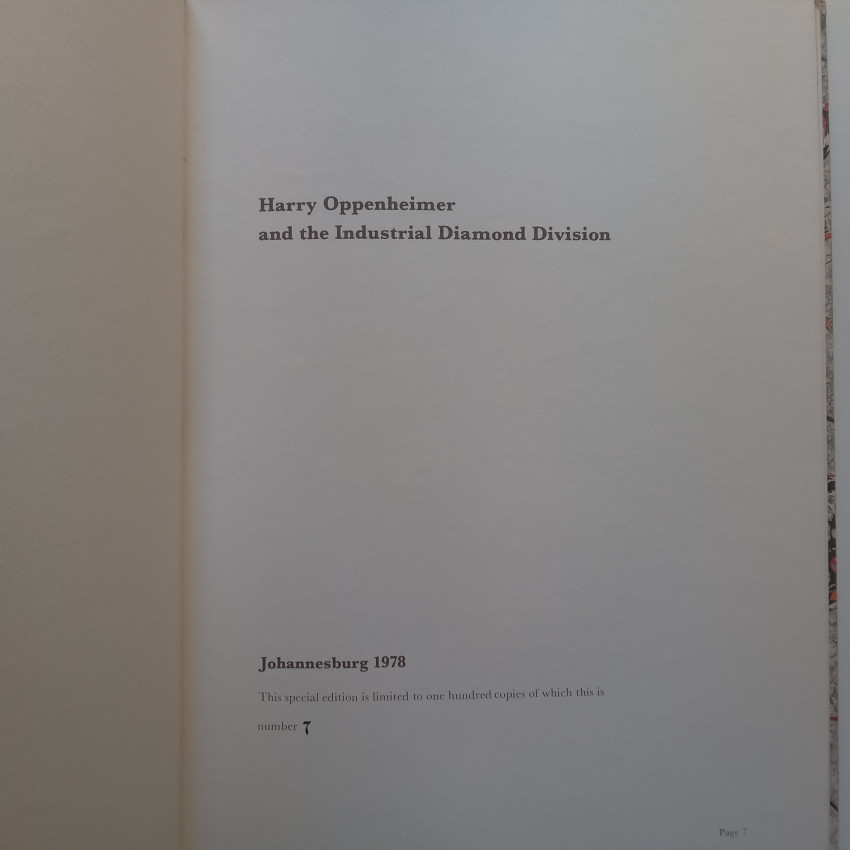 Harry Oppenheimer
and the Industrial Diamond Division
Johannesburg 1978
This special edition is limited to one hundred copies of which this is
number 7
Page 7